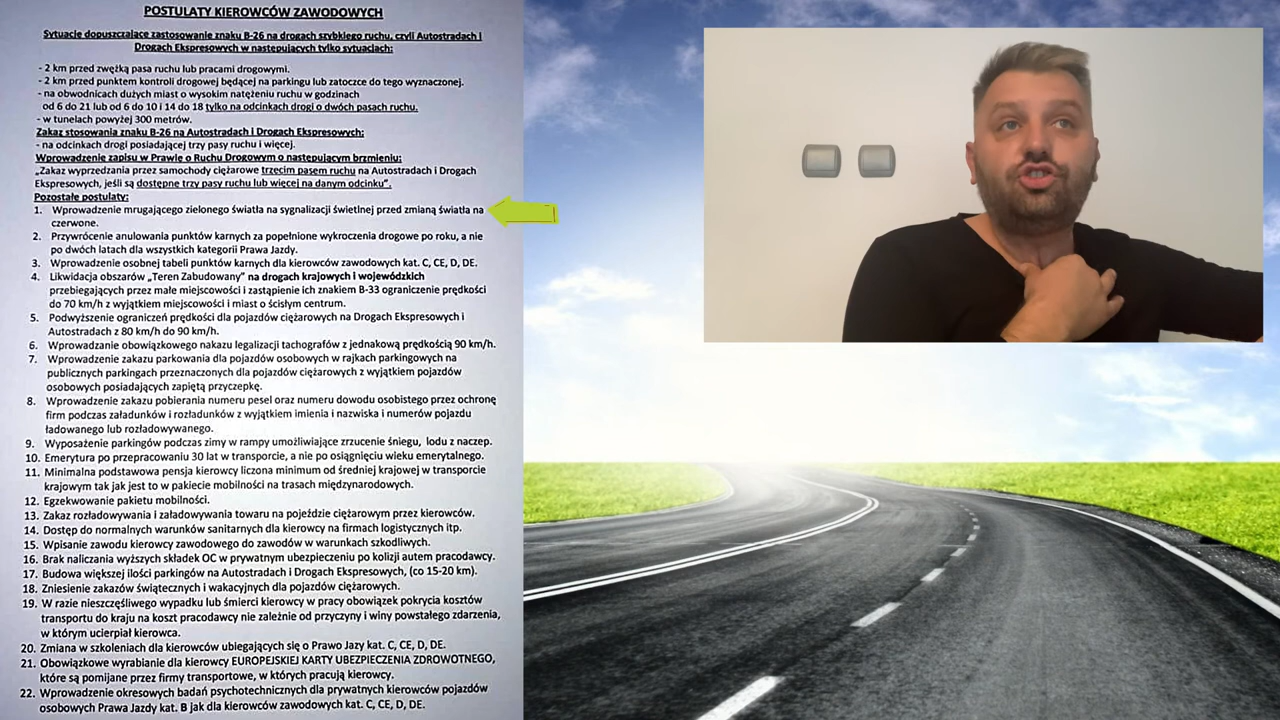 POSTULATY KIEROWCÓW ZAWODOWYCH
Sytuacje dopuszczające zastosowanie znaku B-26 na drogach szybkiego ruchu, czyli Autostradach i
Drogach Ekspresowych w następujących tylko sytuacjach:
- 2 km przed zwężką pasa ruchu lub pracami drogowymi.
- 2 km przed punktem kontroli drogowej będącej na parkingu lub zatoczce do tego wyznaczonej.
- na obwodnicach dużych miast o wysokim natężeniu ruchu w godzinach
od 6 do 21 lub od 6 do 10 i 14 do 18 tylko na odcinkach drogi o dwóch pasach ruchu.
- w tunelach powyżej 300 metrów.
Zakaz stosowania znaku B-26 na Autostradach i Drogach Ekspresowych:
- na odcinkach drogi posiadającej trzy pasy ruchu i więcej.
Wprowadzenie zapisu w Prawie o Ruchu Drogowym o następującym brzmieniu:
„Zakaz wyprzedzania przez samochody ciężarowe trzecim pasem ruchu na Autostradach i Drogach
Ekspresowych, jeśli są dostępne trzy pasy ruchu lub więcej na danym odcinku".
Pozostałe postulaty:
1. Wprowadzenie mrugającego zielonego światła na sygnalizacji świetlnej przed zmianą światła na
czerwone.
2. Przywrócenie anulowania punktów karnych za popełnione wykroczenia drogowe po roku, a nie
po dwóch latach dla wszystkich kategorii Prawa Jazdy.
3. Wprowadzenie osobnej tabeli punktów karnych dla kierowców zawodowych kat. C, CE, D, DE.
4. Likwidacja obszarów „Teren Zabudowany" na drogach krajowych i wojewódzkich
przebiegających przez małe miejscowości i zastąpienie ich znakiem B-33 ograniczenie prędkości
do 70 km/h z wyjątkiem miejscowości i miast o ścisłym centrum.
5. Podwyższenie ograniczeń prędkości dla pojazdów ciężarowych na Drogach Ekspresowych i
Autostradach z 80 km/h do 90 km/h.
6. Wprowadzanie obowiązkowego nakazu legalizacji tachografów z jednakową prędkością 90 km/h.
7. Wprowadzenie zakazu parkowania dla pojazdów osobowych w rajkach parkingowych na
publicznych parkingach przeznaczonych dla pojazdów ciężarowych z wyjątkiem pojazdów
osobowych posiadających zapiętą przyczepkę.
8. Wprowadzenie zakazu pobierania numeru pesel oraz numeru dowodu osobistego przez ochronę
firm podczas załadunków i rozładunków z wyjątkiem imienia i nazwiska i numerów pojazdu
ładowanego lub rozładowywanego.
9. Wyposażenie parkingów podczas zimy w rampy umożliwiające zrzucenie śniegu, lodu z naczep.
10. Emerytura po przepracowaniu 30 lat w transporcie, a nie po osiągnięciu wieku emerytalnego.
11. Minimalna podstawowa pensja kierowcy liczona minimum od średniej krajowej w transporcie
krajowym tak jak jest to w pakiecie mobilności na trasach międzynarodowych.
12. Egzekwowanie pakietu mobilności.
13. Zakaz rozładowywania i załadowywania towaru na pojeździe ciężarowym przez kierowców.
14. Dostęp do normalnych warunków sanitarnych dla kierowcy na firmach logistycznych itp.
15. Wpisanie zawodu kierowcy zawodowego do zawodów w warunkach szkodliwych.
16. Brak naliczania wyższych składek OC w prywatnym ubezpieczeniu po kolizji autem pracodawcy.
17. Budowa większej ilości parkingów na Autostradach i Drogach Ekspresowych, (co 15-20 km).
18. Zniesienie zakazów świątecznych i wakacyjnych dla pojazdów ciężarowych.
19. W razie nieszczęśliwego wypadku lub śmierci kierowcy w pracy obowiązek pokrycia kosztów
transportu do kraju na koszt pracodawcy nie zależnie od przyczyny i winy powstałego zdarzenia,
w którym ucierpiał kierowca.
20. Zmiana w szkoleniach dla kierowców ubiegających się o Prawo Jazy kat. C, CE, D, DE.
21. Obowiązkowe wyrabianie dla kierowcy EUROPEJSKIEJ KARTY UBEZPIECZENIA ZDROWOTNEGO,
które są pomijane przez firmy transportowe, w których pracują kierowcy.
22. Wprowadzenie okresowych badań psychotechnicznych dla prywatnych kierowców pojazdów
osobowych Prawa Jazdy kat. B jak dla kierowców zawodowych kat. C, CE, D, DE.